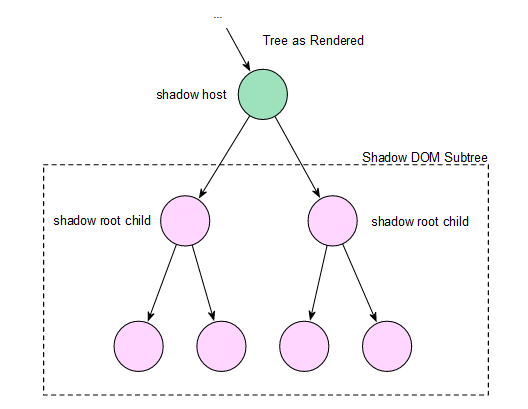 ...
Tree as Rendered
shadow host
Shadow DOM Subtree
shadow root child
shadow root child